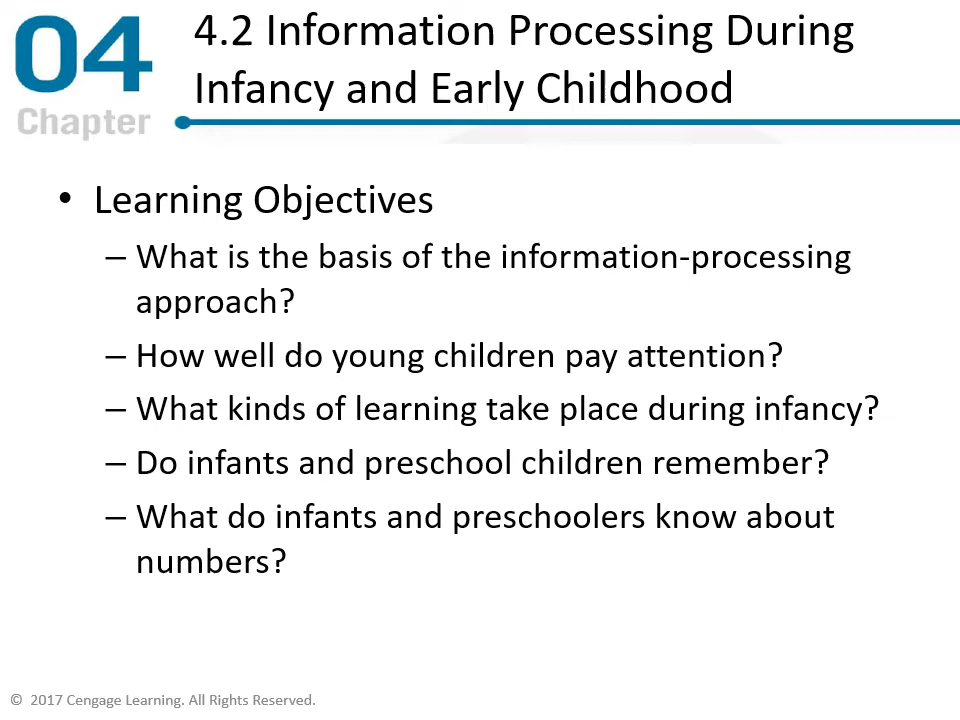 04
Chapter
4.2 Information Processing During
Infancy and Early Childhood
• Learning Objectives
– What is the basis of the information-processing
approach?
– How well do young children pay attention?
– What kinds of learning take place during infancy?
– Do infants and preschool children remember?
– What do infants and preschoolers know about
numbers?
© 2017 Cengage Learning. All Rights Reserved.